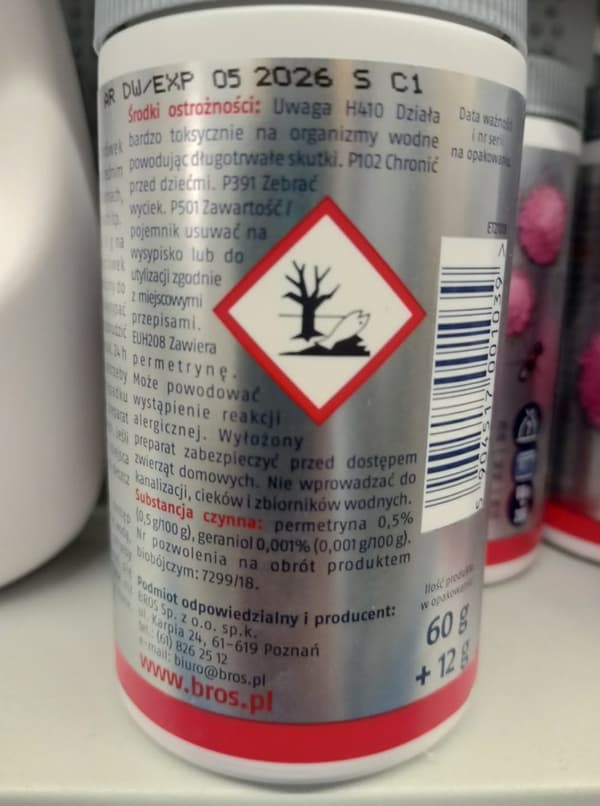 AR DW/EXP 05 2026 S C1
Środki ostrożności: Uwaga H410 Działa
bardzo toksycznie na organizmy wodne
powodując długotrwałe skutki. P102 Chronić
przed dziećmi. P391 Zebrać
wyciek. P501 Zawartość /
pojemnik usuwać na
wysypisko lub do
utylizacji zgodnie
z miejscowymi
przepisami.
EUH208 Zawiera
permetrynę.
Może powodować
wystąpienie reakcji
alergicznej. Wyłożony
preparat zabezpieczyć przed dostępem
zwierząt domowych. Nie wprowadzać do
kanalizacji, cieków i zbiorników wodnych.
Substancja czynna: permetryna 0,5%
(0,5 g/100 g), geraniol 0,001% (0,001 g/100 g).
Nr pozwolenia na obrót produktem
biobójczym: 7299/18.
Podmiot odpowiedzialny i producent:
BROS Sp. z o.o. sp.k.
ul. Karpia 24, 61-619 Poznań
tel.: (61) 826 25 12
e-mail: biuro@bros.pl
www.bros.pl
Data ważności
i nr serii
na opakowaniu
5 904517 001039 >
Ilość produktu
w opakowaniu
60 g
+ 12 g